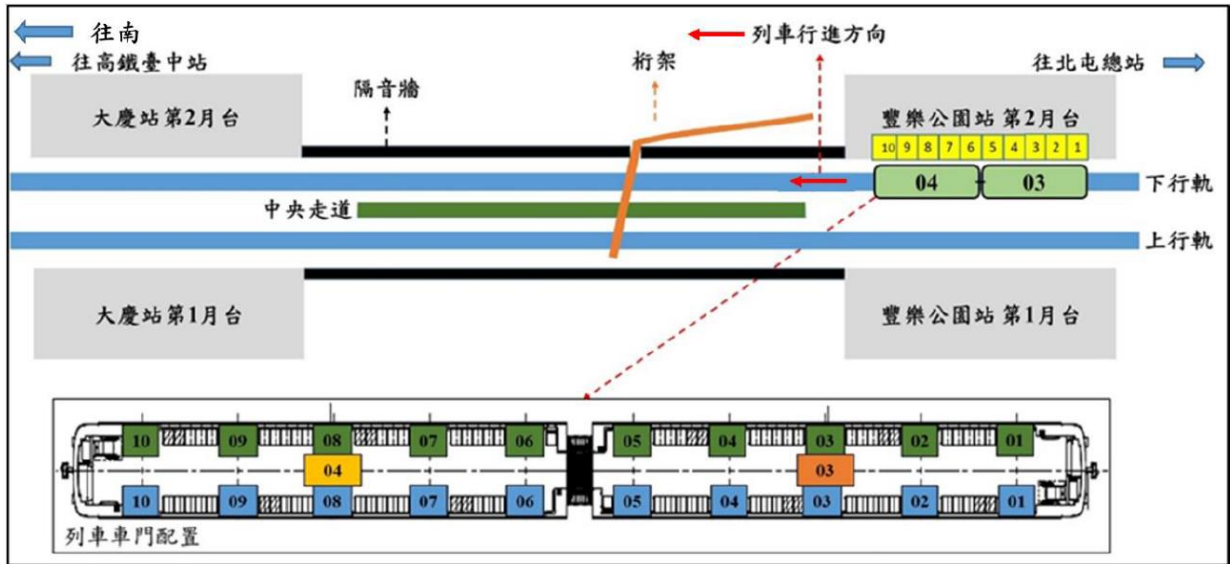 往南
列車行進方向
往高鐵臺中站
桁架
往北屯總站
隔音牆
大慶站第2月台
豐樂公園站 第2月台
10 9 8 7 6 5 4 3 2 1
04 03
下行軌
中央走道
上行軌
大慶站第1月台
豐樂公園站 第1月台
10 09 08 07 06 05 04 03 02 01
04 03
10 09 08 07 06 05 04 03 02 01
列車車門配置